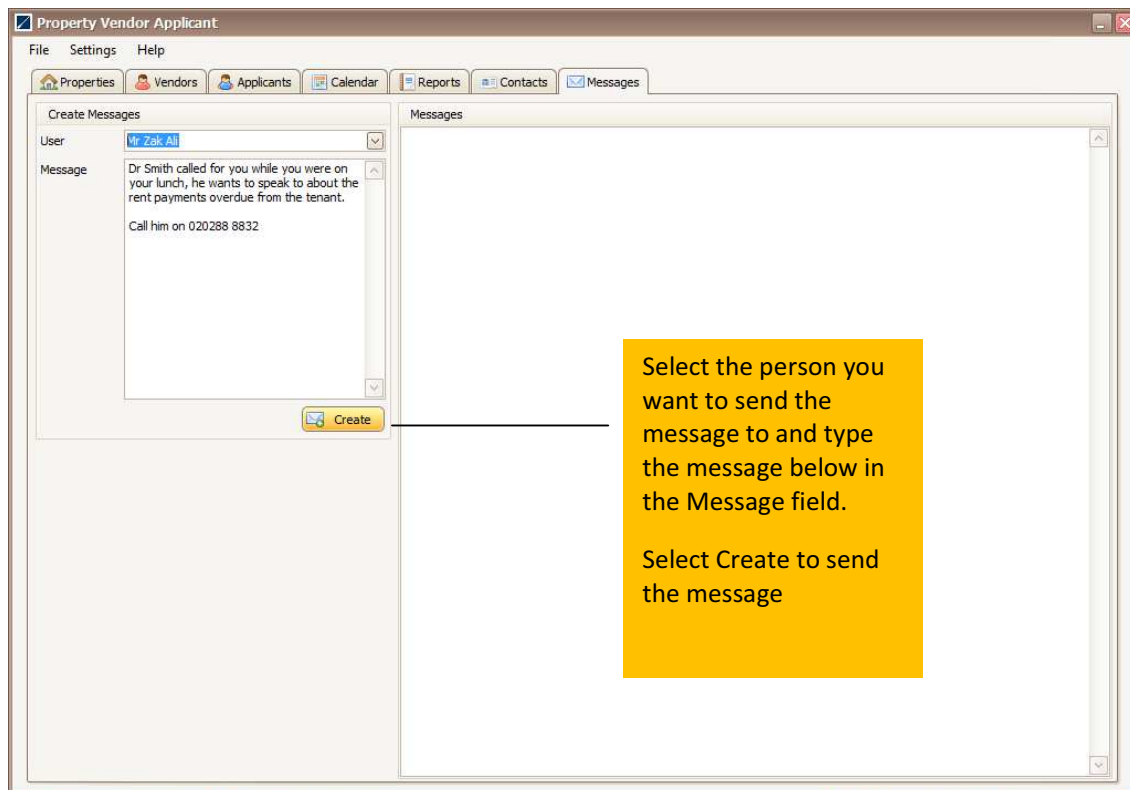 Property Vendor Applicant
File Settings Help
Properties Vendors Applicants Calendar Reports Contacts Messages
Create Messages
Messages
User
Mr Zak Ali
Message
Dr Smith called for you while you were on
your lunch, he wants to speak to about the
rent payments overdue from the tenant.
Call him on 020288 8832
Create
Select the person you
want to send the
message to and type
the message below in
the Message field.
Select Create to send
the message